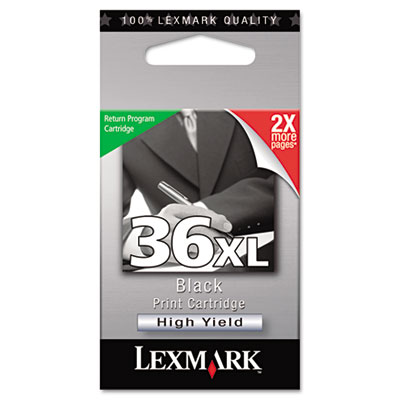 100% LEXMARK QUALITY
Return Program
Cartridge
2X
more
pages*
36XL
Black
Print Cartridge
High Yield
LEXMARK